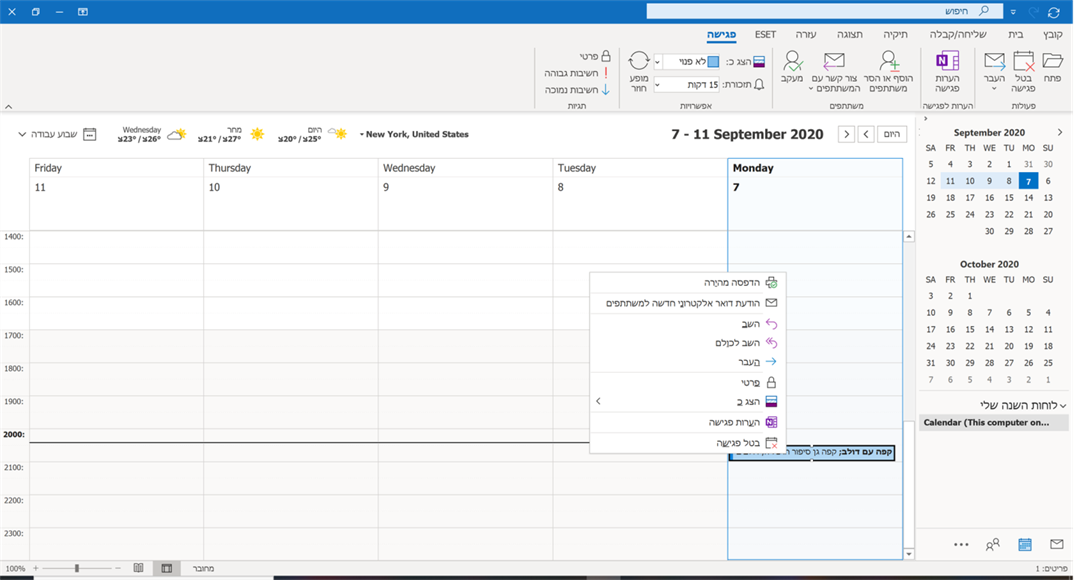 חיפוש
קובץ בית שליחה/קבלה תיקיה תצוגה עזרה ESET פגישה
פתח
בטל פגישה
העבר
פעולות
הערות פגישה
הערות לפגישה
הוסף או הסר משתתפים
צור קשר עם המשתתפים
מעקב
משתתפים
הצג כ: לא פנוי
תזכורת: 15 דקות
מופע חוזר
אפשרויות
פרטי
חשיבות גבוהה
חשיבות נמוכה
תגיות
היום
7 - 11 September 2020
New York, United States
היום
20°צ / 25°צ
מחר
21°צ / 27°צ
Wednesday
23°צ / 26°צ
שבוע עבודה
Friday Thursday Wednesday Tuesday Monday
11 10 9 8 7
1400:
1500:
1600:
1700:
1800:
1900:
2000:
2100:
2200:
2300:
הדפסה מהירה
הודעת דואר אלקטרוני חדשה למשתתפים
השב
השב לכולם
העבר
פרטי
הצג כ
הערות פגישה
בטל פגישה
קפה עם דולב; קפה גן סיפור
September 2020
SA FR TH WE TU MO SU
5 4 3 2 1 31 30
12 11 10 9 8 7 6
19 18 17 16 15 14 13
26 25 24 23 22 21 20
30 29 28 27
October 2020
SA FR TH WE TU MO SU
3 2 1
10 9 8 7 6 5 4
17 16 15 14 13 12 11
24 23 22 21 20 19 18
31 30 29 28 27 26 25
7 6 5 4 3 2 1
לוחות השנה שלי
Calendar (This computer on...
פריטים: 1
מחובר
100%